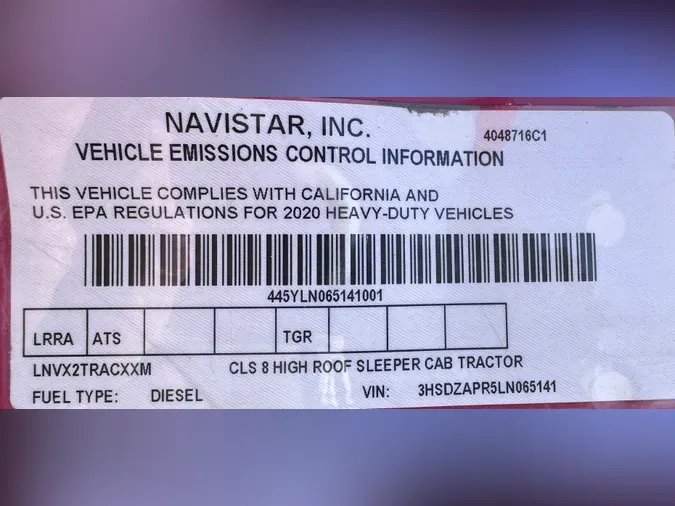 NAVISTAR, INC.
4048716C1
VEHICLE EMISSIONS CONTROL INFORMATION
THIS VEHICLE COMPLIES WITH CALIFORNIA AND
U.S. EPA REGULATIONS FOR 2020 HEAVY-DUTY VEHICLES
445YLN065141001
LRRA ATS TGR
LNVX2TRACXXM CLS 8 HIGH ROOF SLEEPER CAB TRACTOR
FUEL TYPE: DIESEL VIN: 3HSDZAPR5LN065141